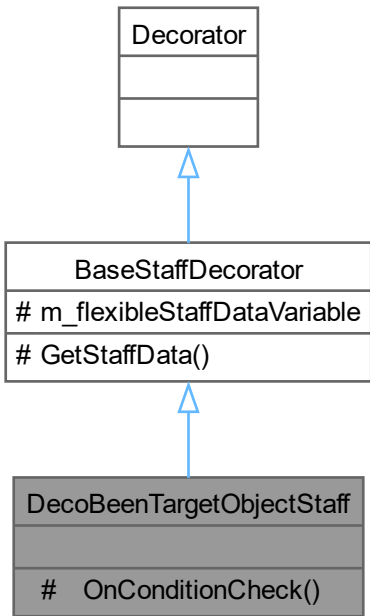 Decorator
BaseStaffDecorator
# m_flexibleStaffDataVariable
# GetStaffData()
DecoBeenTargetObjectStaff
# OnConditionCheck()